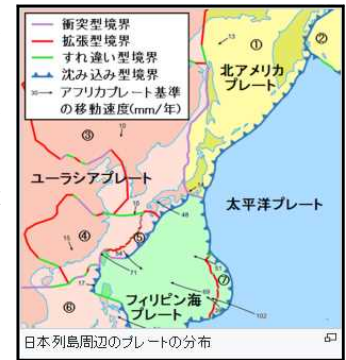 衝突型境界
拡張型境界
すれ違い型境界
沈み込み型境界
アフリカプレート基準
の移動速度(mm/年)
①
②
北アメリカ
プレート
③
ユーラシアプレート
太平洋プレート
④
⑤
⑥
⑦
フィリピン海
プレート
102
日本列島周辺のプレートの分布